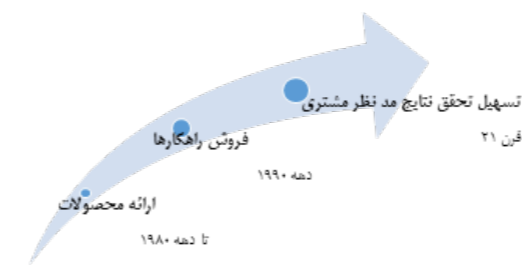 تسهیل تحقق نتایج مد نظر مشتری
قرن ۲۱
فروش راهکارها
دهه ۱۹۹۰
ارائه محصولات
تا دهه ۱۹۸۰